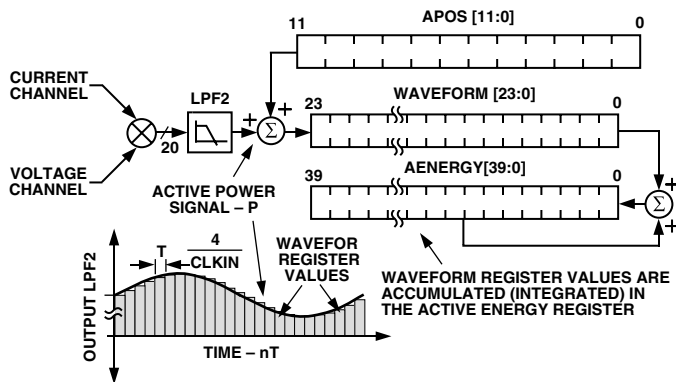 APOS [11:0]
11 0
CURRENT
CHANNEL
LPF2
WAVEFORM [23:0]
23 0
+ +
Σ
20
+
Σ
+
VOLTAGE
CHANNEL
AENERGY[39:0]
39 0
ACTIVE POWER
SIGNAL – P
T
4
CLKIN
WAVEFOR
REGISTER
VALUES
WAVEFORM REGISTER VALUES ARE
ACCUMULATED (INTEGRATED) IN
THE ACTIVE ENERGY REGISTER
OUTPUT LPF2
TIME – nT